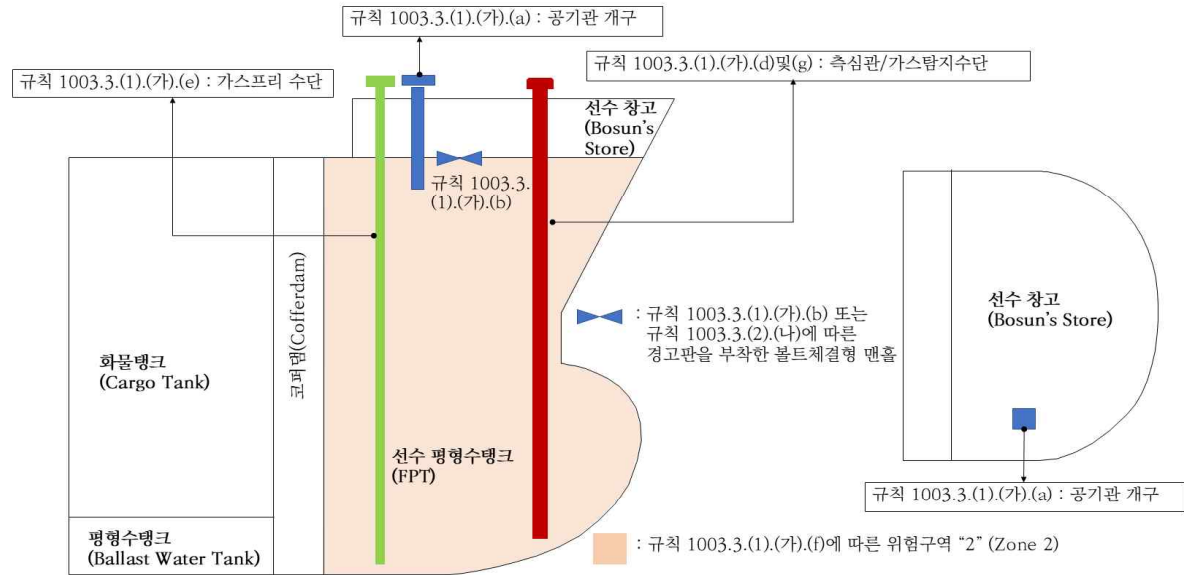 규칙 1003.3.(1).(가).(a) : 공기관 개구
규칙 1003.3.(1).(가).(e) : 가스프리 수단
규칙 1003.3.(1).(가).(d)및(g) : 측심관/가스탐지수단
선수 창고
(Bosun's
Store)
규칙 1003.3.
(1).(가).(b)
화물탱크
(Cargo Tank)
코퍼댐(Cofferdam)
: 규칙 1003.3.(1).(가).(b) 또는
규칙 1003.3.(2).(나)에 따른
경고판을 부착한 볼트체결형 맨홀
선수 창고
(Bosun's Store)
선수 평형수탱크
(FPT)
규칙 1003.3.(1).(가).(a) : 공기관 개구
평형수탱크
(Ballast Water Tank)
: 규칙 1003.3.(1).(가).(f)에 따른 위험구역 “2” (Zone 2)